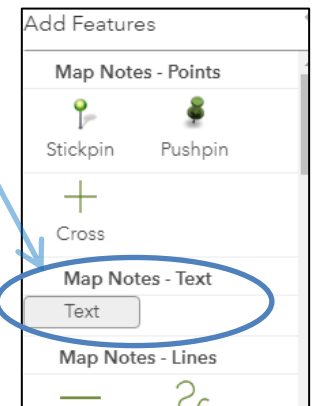 Add Features
Map Notes - Points
Stickpin Pushpin
Cross
Map Notes - Text
Text
Map Notes - Lines